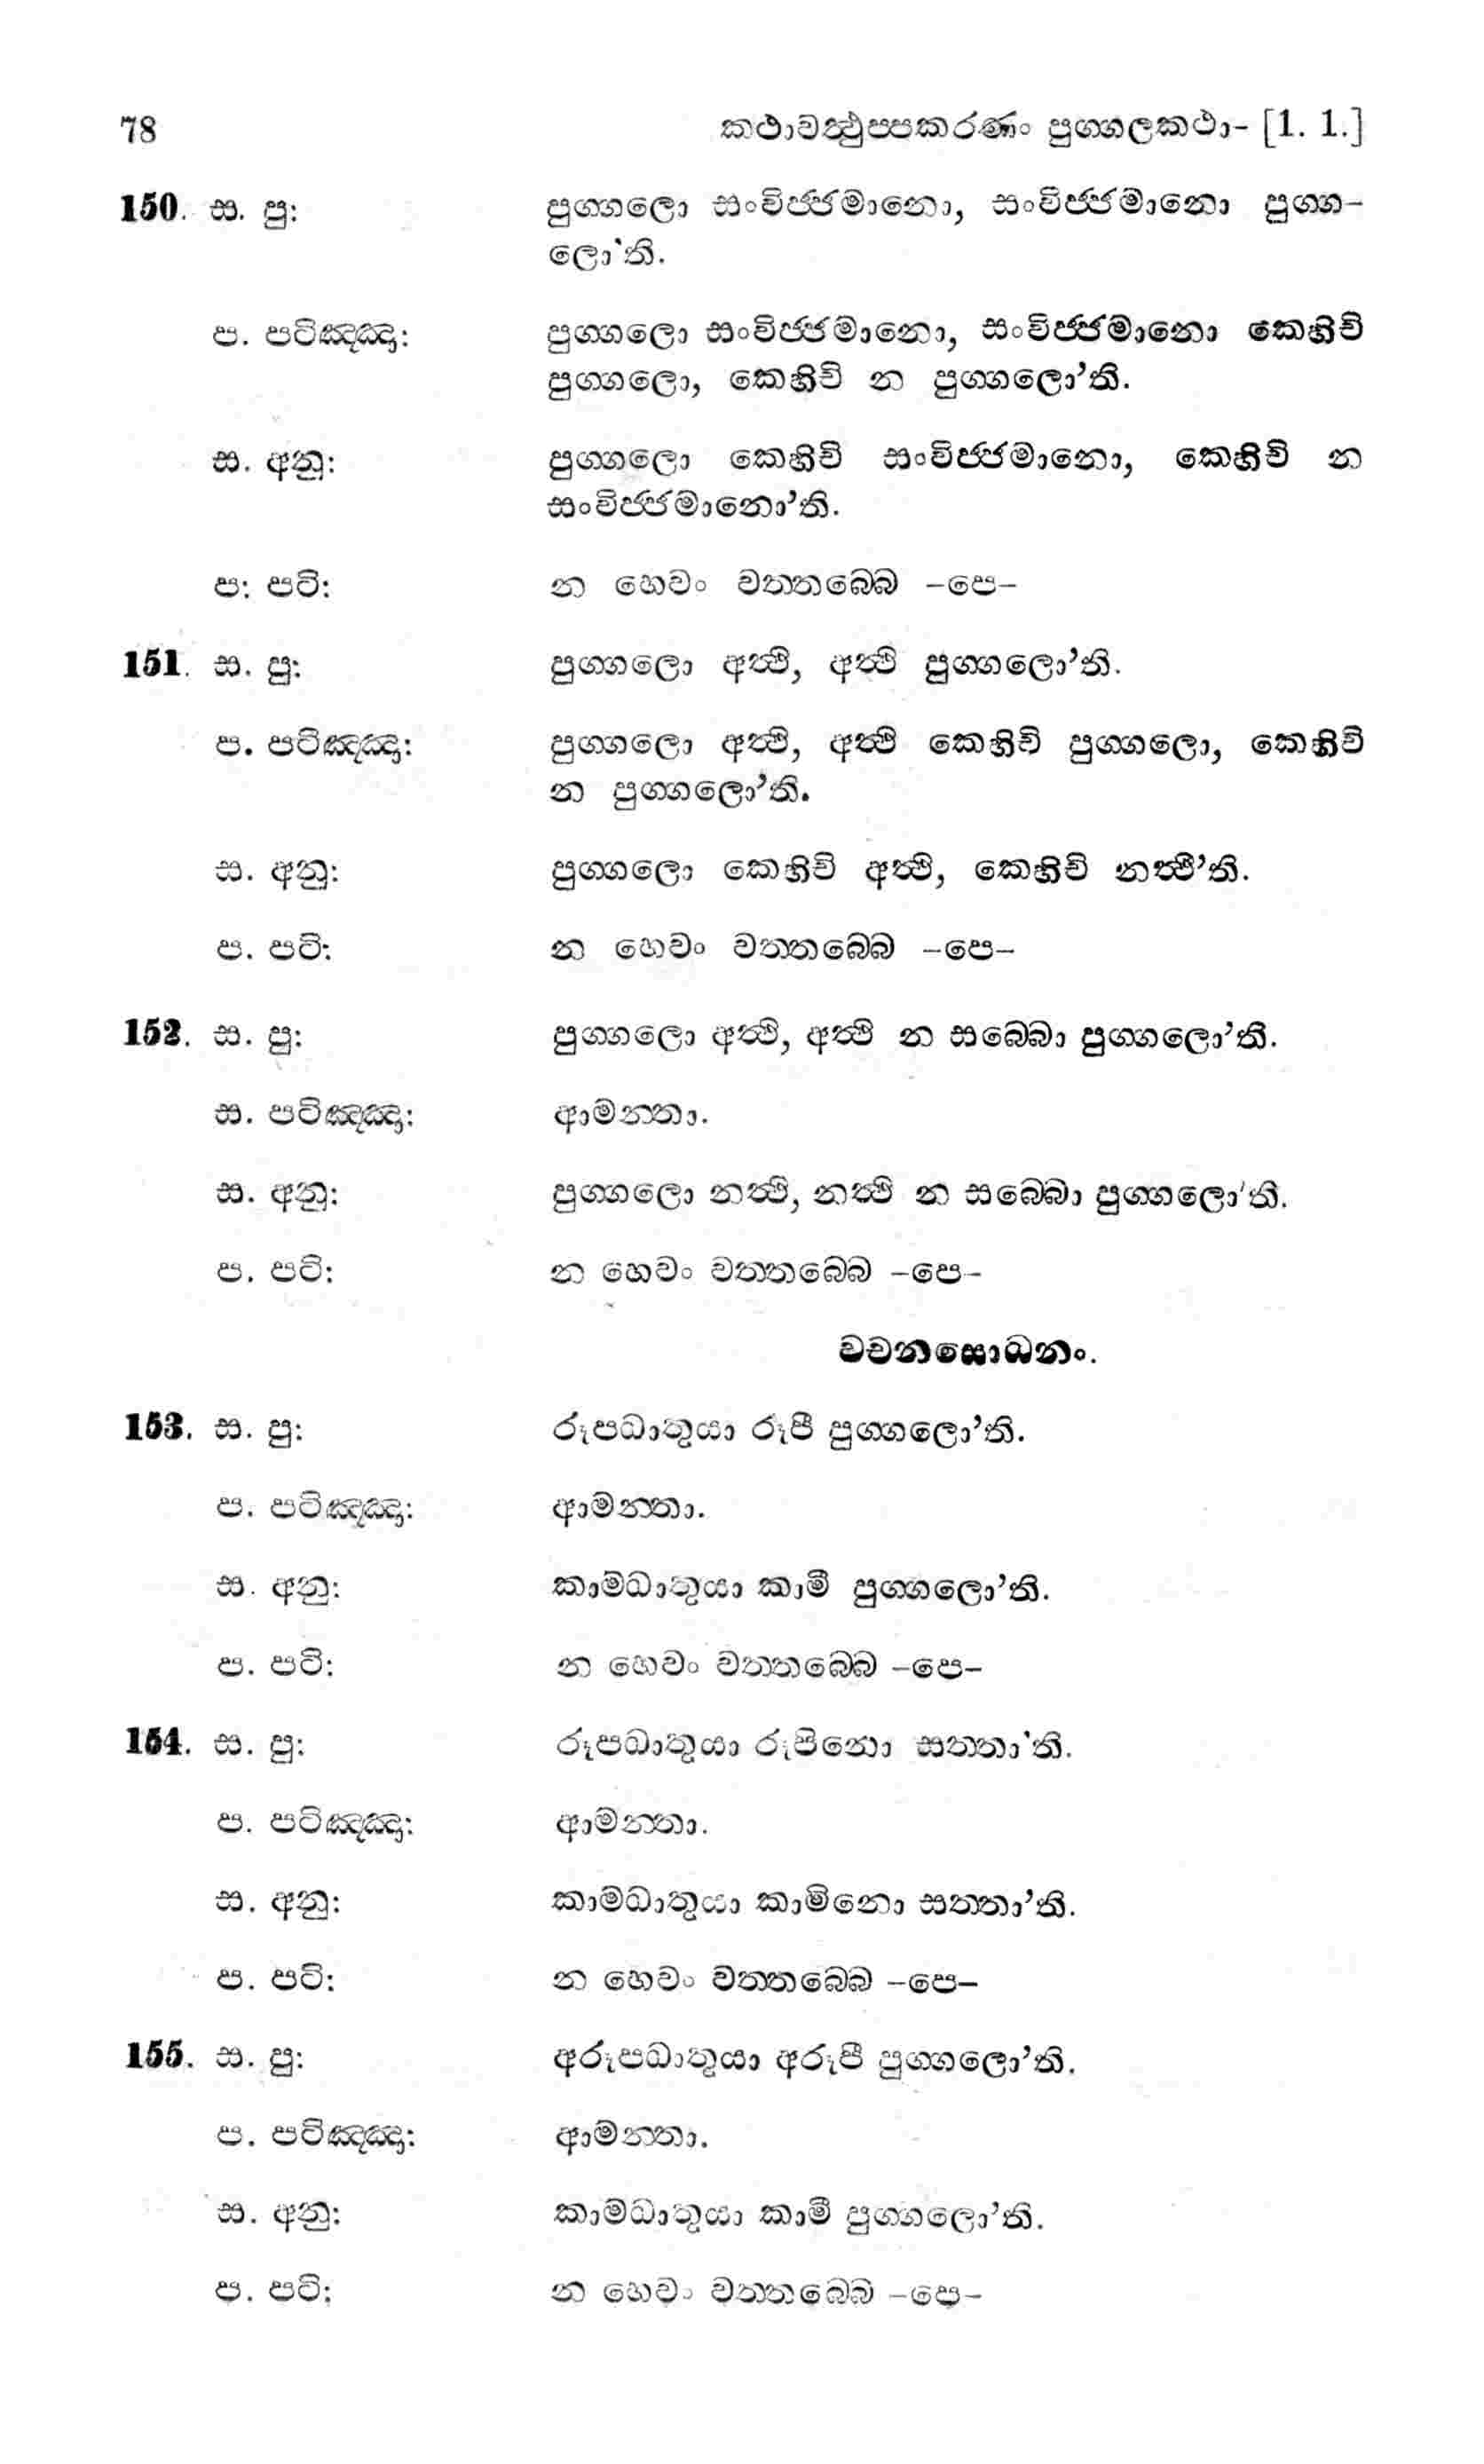 78 කථාවත්‍ථුප්පකරණං පුග්ගලකථා- [1. 1.]
150. ස. පු: පුග්ගලො සංවිජ්ජමානො, සංවිජ්ජමානො පුග්ග-
ලො'ති.
ප. පටිඤ්ඤා: පුග්ගලො සංවිජ්ජමානො, සංවිජ්ජමානො කෙහිචි
පුග්ගලො, කෙහිචි න පුග්ගලො'ති.
ස. අනු: පුග්ගලො කෙහිචි සංවිජ්ජමානො, කෙහිචි න
සංවිජ්ජමානො'ති.
ප: පටි: න හෙවං වත්තබ්බෙ -පෙ-
151. ස. පු: පුග්ගලො අත්‍ථි, අත්‍ථි පුග්ගලො'ති.
ප. පටිඤ්ඤා: පුග්ගලො අත්‍ථි, අත්‍ථි කෙහිචි පුග්ගලො, කෙහිචි
න පුග්ගලො'ති.
ස. අනු: පුග්ගලො කෙහිචි අත්‍ථි, කෙහිචි නත්‍ථී'ති.
ප. පටි: න හෙවං වත්තබ්බෙ -පෙ-
152. ස. පු: පුග්ගලො අත්‍ථි, අත්‍ථි න සබ්බො පුග්ගලො'ති.
ස. පටිඤ්ඤා: ආමන්තා.
ස. අනු: පුග්ගලො නත්‍ථි, නත්‍ථි න සබ්බො පුග්ගලො'ති.
ප. පටි: න හෙවං වත්තබ්බෙ -පෙ-
වචනසොධනං.
153. ස. පු: රූපධාතුයා රූපී පුග්ගලො'ති.
ප. පටිඤ්ඤා: ආමන්තා.
ස. අනු: කාමධාතුයා කාමී පුග්ගලො'ති.
ප. පටි: න හෙවං වත්තබ්බෙ -පෙ-
154. ස. පු: රූපධාතුයා රූපිනො සත්තා'ති.
ප. පටිඤ්ඤා: ආමන්තා.
ස. අනු: කාමධාතුයා කාමිනො සත්තා'ති.
ප. පටි: න හෙවං වත්තබ්බෙ -පෙ-
155. ස. පු: අරූපධාතුයා අරූපී පුග්ගලො'ති.
ප. පටිඤ්ඤා: ආමන්තා.
ස. අනු: කාමධාතුයා කාමී පුග්ගලො'ති.
ප. පටි: න හෙවං වත්තබ්බෙ -පෙ-